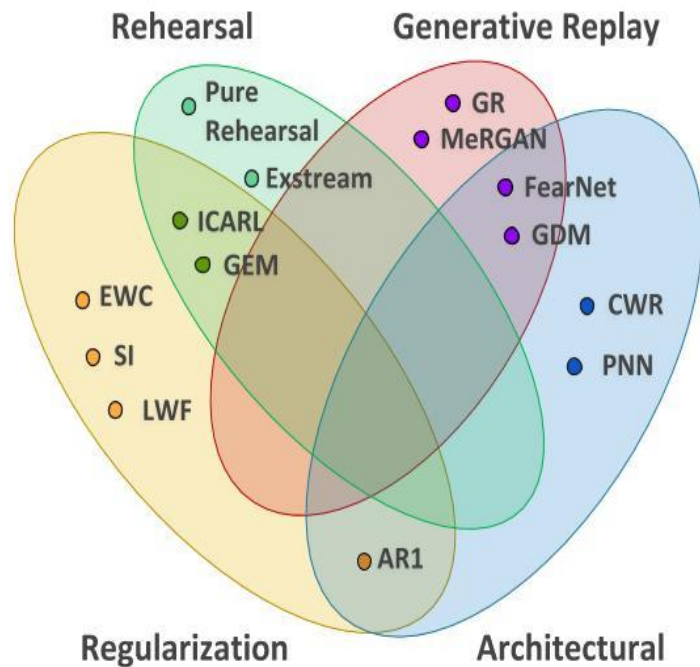 Rehearsal
Generative Replay
Pure
Rehearsal
Exstream
ICARL
GEM
GR
MeRGAN
FearNet
GDM
EWC
SI
LWF
CWR
PNN
AR1
Regularization
Architectural